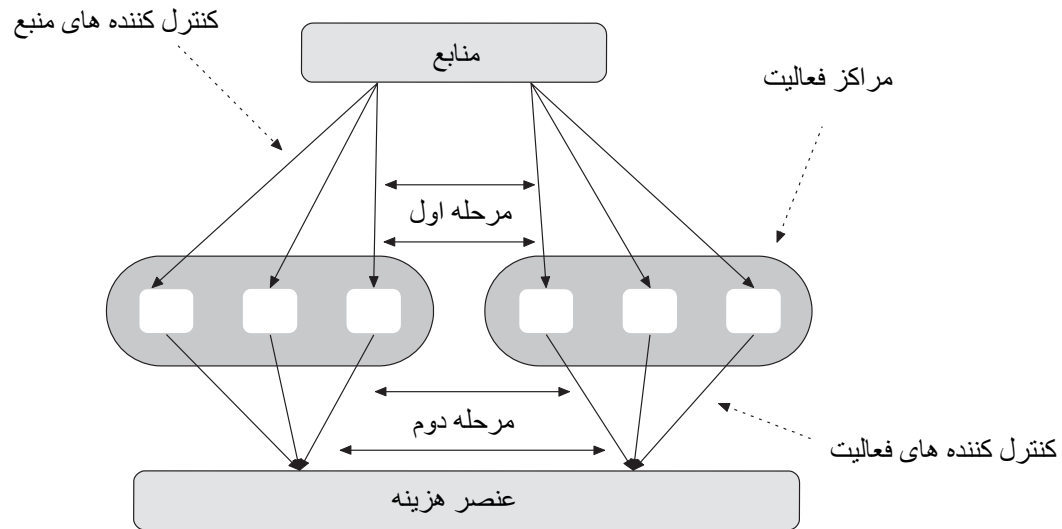 کنترل کننده های منبع
منابع
مراکز فعالیت
مرحله اول
مرحله دوم
کنترل کننده های فعالیت
عنصر هزینه